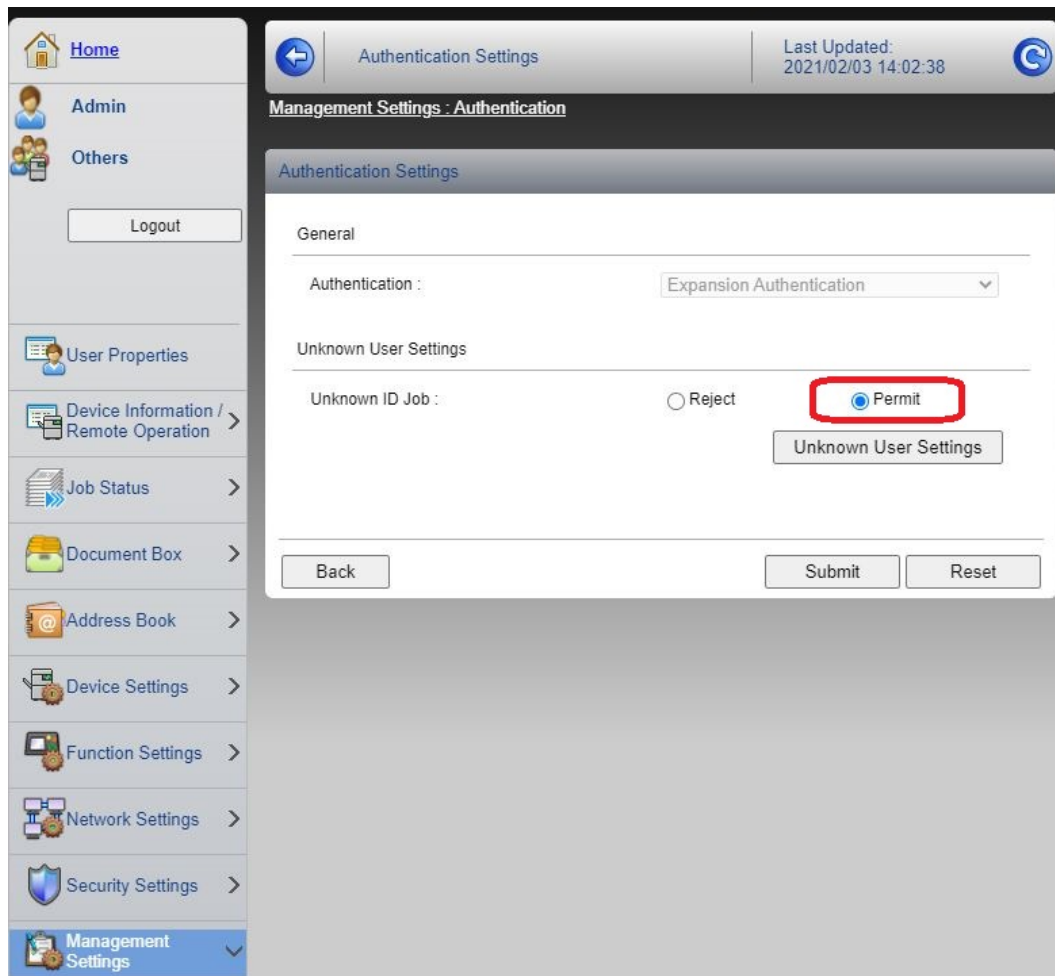 Home
Admin
Others
Logout
User Properties
Device Information /
Remote Operation
Job Status
Document Box
Address Book
Device Settings
Function Settings
Network Settings
Security Settings
Management
Settings
Authentication Settings
Last Updated:
2021/02/03 14:02:38
Management Settings : Authentication
Authentication Settings
General
Authentication : Expansion Authentication
Unknown User Settings
Unknown ID Job : Reject Permit
Unknown User Settings
Back Submit Reset